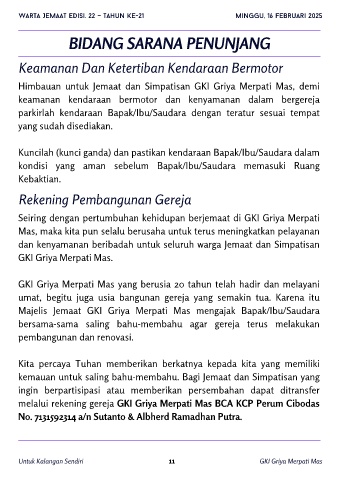 WARTA JEMAAT EDISI. 22 – TAHUN KE-21 MINGGU, 16 FEBRUARI 2025
BIDANG SARANA PENUNJANG
Keamanan Dan Ketertiban Kendaraan Bermotor
Himbauan untuk Jemaat dan Simpatisan GKI Griya Merpati Mas, demi
keamanan kendaraan bermotor dan kenyamanan dalam bergereja
parkirlah kendaraan Bapak/Ibu/Saudara dengan teratur sesuai tempat
yang sudah disediakan.
Kuncilah (kunci ganda) dan pastikan kendaraan Bapak/Ibu/Saudara dalam
kondisi yang aman sebelum Bapak/Ibu/Saudara memasuki Ruang
Kebaktian.
Rekening Pembangunan Gereja
Seiring dengan pertumbuhan kehidupan berjemaat di GKI Griya Merpati
Mas, maka kita pun selalu berusaha untuk terus meningkatkan pelayanan
dan kenyamanan beribadah untuk seluruh warga Jemaat dan Simpatisan
GKI Griya Merpati Mas.
GKI Griya Merpati Mas yang berusia 20 tahun telah hadir dan melayani
umat, begitu juga usia bangunan gereja yang semakin tua. Karena itu
Majelis Jemaat GKI Griya Merpati Mas mengajak Bapak/Ibu/Saudara
bersama-sama saling bahu-membahu agar gereja terus melakukan
pembangunan dan renovasi.
Kita percaya Tuhan memberikan berkatnya kepada kita yang memiliki
kemauan untuk saling bahu-membahu. Bagi Jemaat dan Simpatisan yang
ingin berpartisipasi atau memberikan persembahan dapat ditransfer
melalui rekening gereja GKI Griya Merpati Mas BCA KCP Perum Cibodas
No. 7131592314 a/n Sutanto & Albherd Ramadhan Putra.
Untuk Kalangan Sendiri 11 GKI Griya Merpati Mas